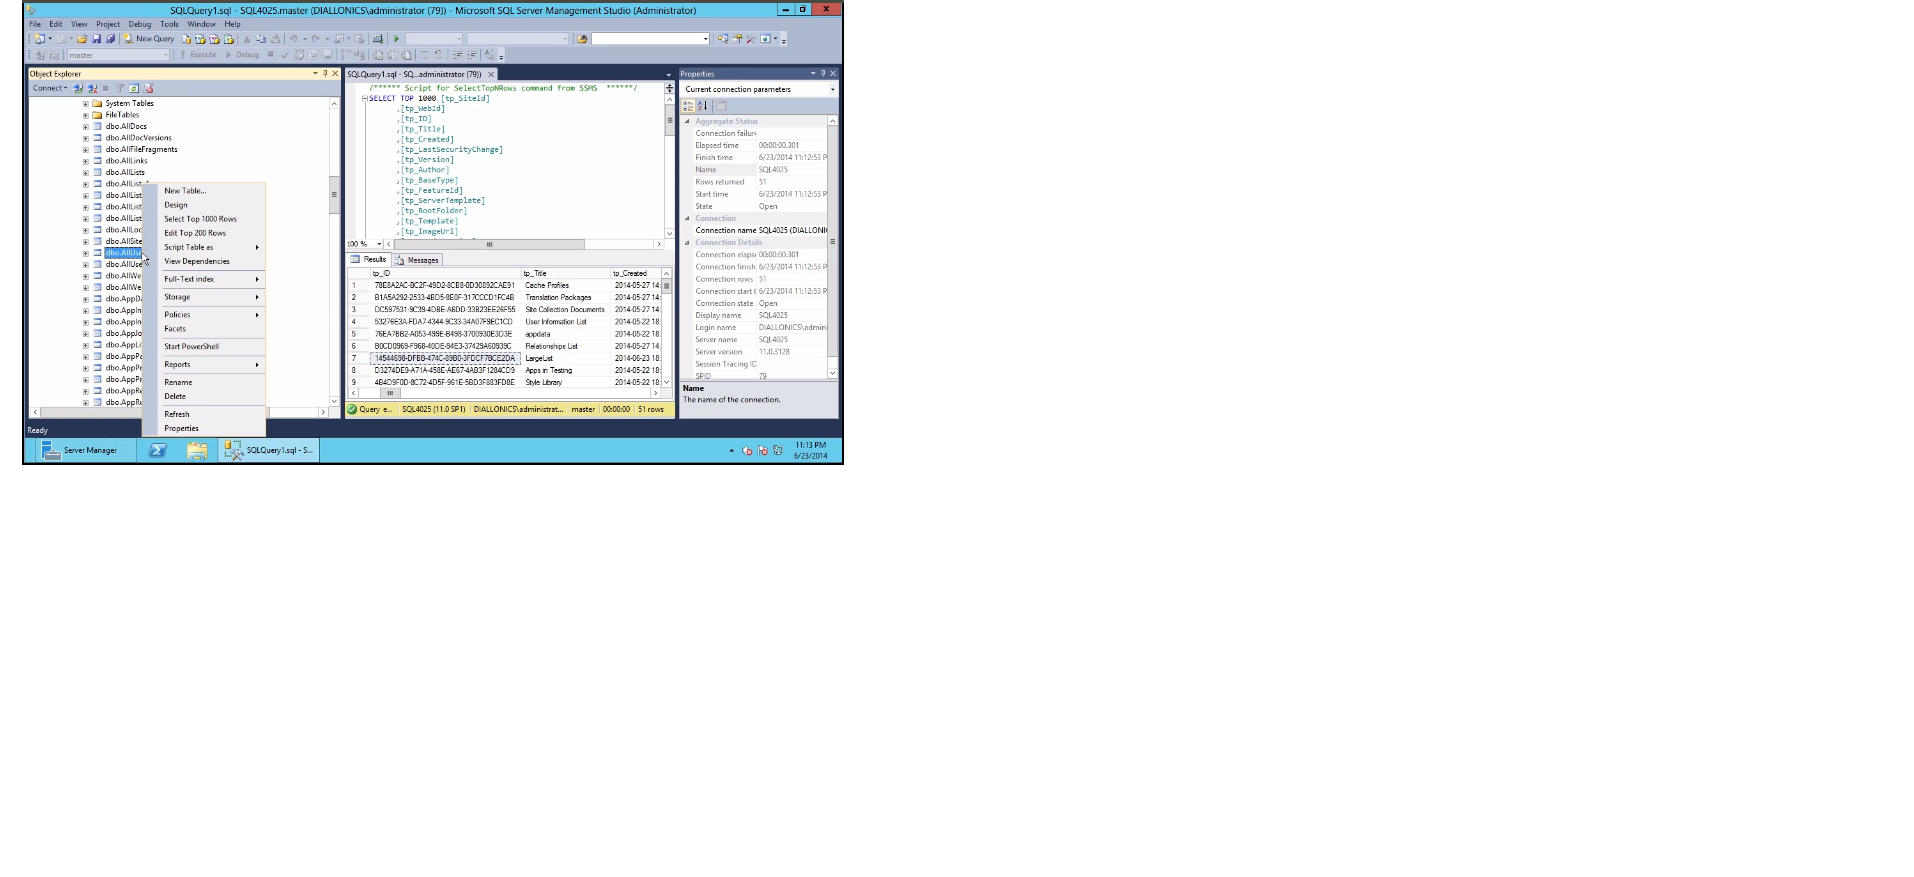 SQLQuery1.sql - SQL4025.master (DIALLONICS\administrator (79)) - Microsoft SQL Server Management Studio (Administrator)
File Edit View Project Debug Tools Window Help
New Query
master Execute Debug
Object Explorer
Connect
System Tables
FileTables
dbo.AllDocs
dbo.AllDocVersions
dbo.AllFileFragments
dbo.AllLinks
dbo.AllLists
dbo.AllList
dbo.AllList
dbo.AllList
dbo.AllList
dbo.AllLoo
dbo.AllSite
dbo.AllUse
dbo.AllUse
dbo.AllWe
dbo.AllWe
dbo.AppDa
dbo.AppIn
dbo.AppIn
dbo.AppJo
dbo.AppLi
dbo.AppPa
dbo.AppPr
dbo.AppPr
dbo.AppRe
dbo.AppRu
New Table...
Design
Select Top 1000 Rows
Edit Top 200 Rows
Script Table as
View Dependencies
Full-Text index
Storage
Policies
Facets
Start PowerShell
Reports
Rename
Delete
Refresh
Properties
SQLQuery1.sql - SQ...administrator (79))
/****** Script for SelectTopNRows command from SSMS ******/
SELECT TOP 1000 [tp_SiteId]
,[tp_WebId]
,[tp_ID]
,[tp_Title]
,[tp_Created]
,[tp_LastSecurityChange]
,[tp_Version]
,[tp_Author]
,[tp_BaseType]
,[tp_FeatureId]
,[tp_ServerTemplate]
,[tp_RootFolder]
,[tp_Template]
,[tp_ImageUrl]
100 %
Results Messages
tp_ID tp_Title tp_Created
1 78E8A2AC-BC2F-49D2-8CB8-0D30892CAE91 Cache Profiles 2014-05-27 14:
2 B1A5A292-2533-4BD5-8E0F-317CCCD1FC4B Translation Packages 2014-05-27 14:
3 DC597531-9C39-4DBE-A6DD-33B23EE26F55 Site Collection Documents 2014-05-27 14:
4 53276E3A-FDA7-4344-9C33-34A07F9EC1CD User Information List 2014-05-22 18:
5 76EA7BB2-A053-499E-B498-3700930E3D3E appdata 2014-05-22 18:
6 B0CD0969-F968-40DE-94E3-37429A60939C Relationships List 2014-05-27 14:
7 14544698-DFBB-474C-89B0-3FDCF7BCE2DA LargeList 2014-06-23 18:
8 D3274DE9-A71A-458E-AE67-4AB3F1284CD9 Apps in Testing 2014-05-22 18:
9 4B4D9F0D-8C72-4D5F-961E-5BD3F883FD8E Style Library 2014-05-22 18:
Query e... SQL4025 (11.0 SP1) DIALLONICS\administrat... master 00:00:00 51 rows
Properties
Current connection parameters
Aggregate Status
Connection failure
Elapsed time 00:00:00.301
Finish time 6/23/2014 11:12:53 P
Name SQL4025
Rows returned 51
Start time 6/23/2014 11:12:53 P
State Open
Connection
Connection name SQL4025 (DIALLONI
Connection Details
Connection elaps 00:00:00.301
Connection finish 6/23/2014 11:12:53 P
Connection rows 51
Connection start t 6/23/2014 11:12:53 P
Connection state Open
Display name SQL4025
Login name DIALLONICS\admini
Server name SQL4025
Server version 11.0.3128
Session Tracing ID
SPID 79
Name
The name of the connection.
Ready
Server Manager SQLQuery1.sql - S...
11:13 PM
6/23/2014